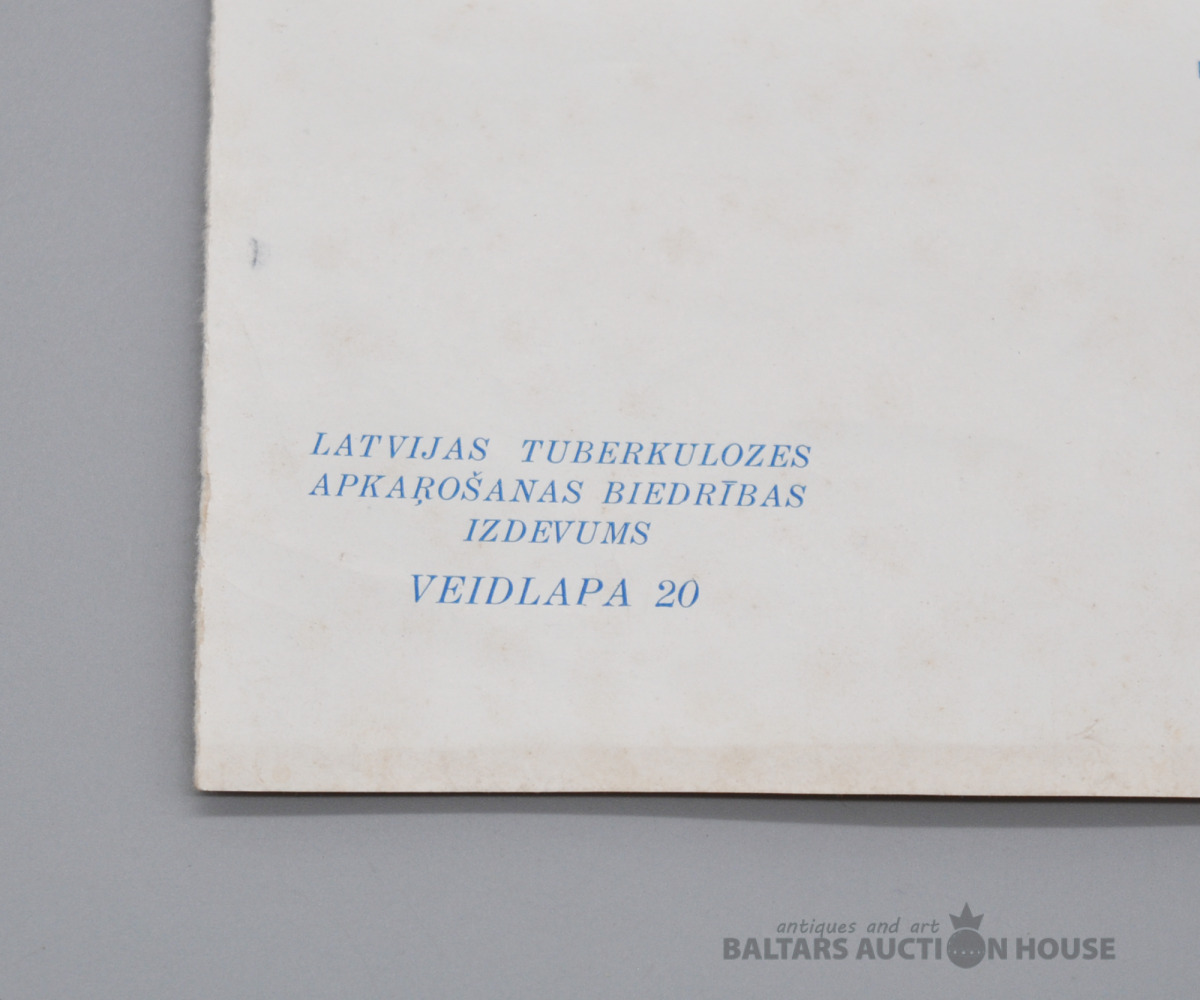 LATVIJAS TUBERKULOZES
APKAŖOŠANAS BIEDRĪBAS
IZDEVUMS
VEIDLAPA 20
antiques and art
BALTARS AUCTION HOUSE